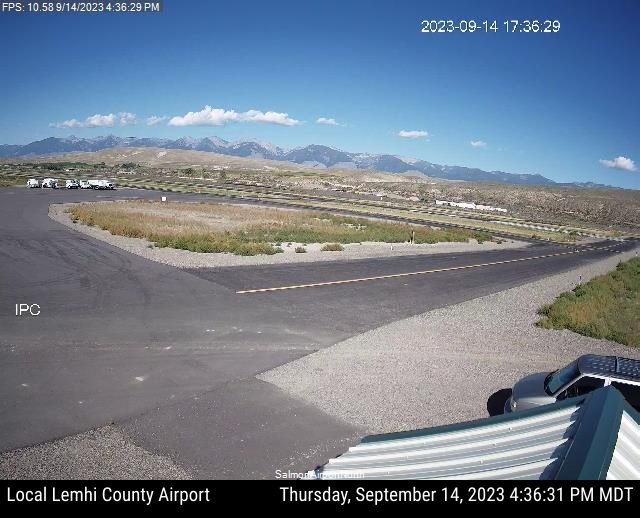 FPS: 10.58 9/14/2023 4:36:29 PM
2023-09-14 17:36:29
IPC
Local Lemhi County Airport
Thursday, September 14, 2023 4:36:31 PM MDT